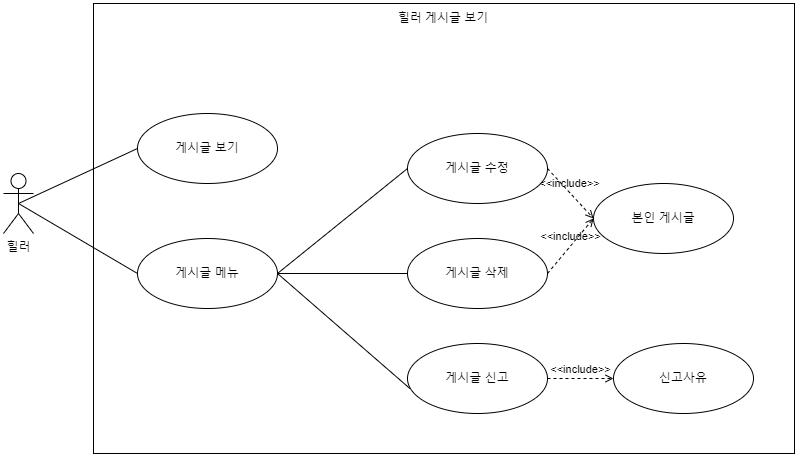 힐러 게시글 보기
게시글 보기
게시글 수정
<<include>>
본인 게시글
<<include>>
힐러
게시글 메뉴
게시글 삭제
게시글 신고
<<include>>
신고사유